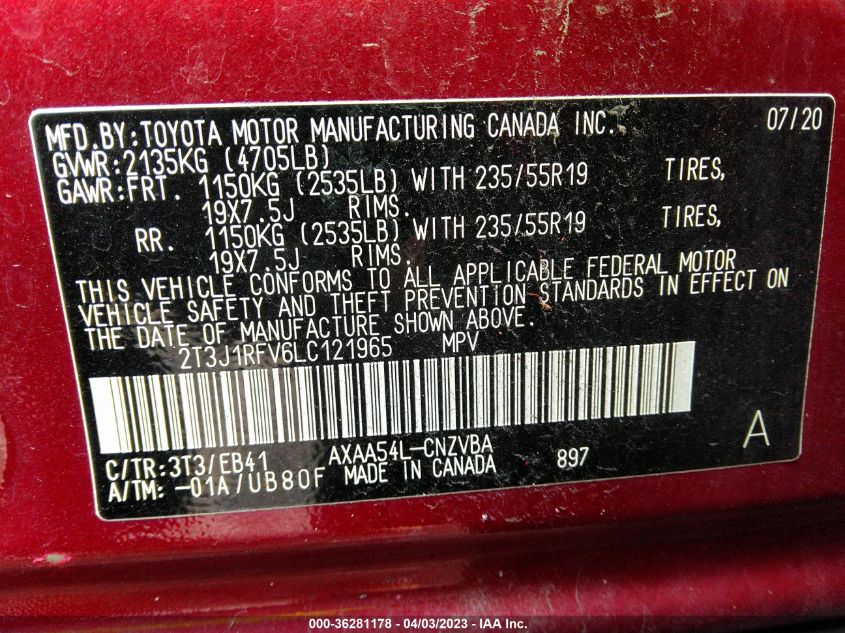 MFD.BY:TOYOTA MOTOR MANUFACTURING CANADA INC. 07/20
GVWR:2135KG (4705LB)
GAWR:FRT. 1150KG (2535LB) WITH 235/55R19 TIRES,
19X7.5J RIMS.
RR. 1150KG (2535LB) WITH 235/55R19 TIRES,
19X7.5J RIMS.
THIS VEHICLE CONFORMS TO ALL APPLICABLE FEDERAL MOTOR
VEHICLE SAFETY AND THEFT PREVENTION STANDARDS IN EFFECT ON
THE DATE OF MANUFACTURE SHOWN ABOVE.
2T3J1RFV6LC121965 MPV
A
C/TR:3T3/EB41 AXAA54L-CNZVBA
A/TM:-01A/UB80F MADE IN CANADA 897
000-36281178 - 04/03/2023 - IAA Inc.